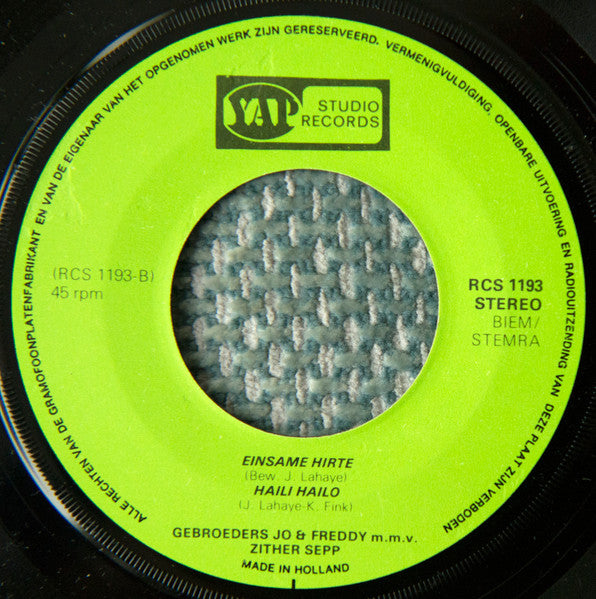 ALLE RECHTEN VAN DE GRAMOFOONPLATENFABRIKANT EN VAN DE EIGENAAR VAN HET OPGENOMEN WERK ZIJN GERESERVEERD. VERMENIGVULDIGING, OPENBARE UITVOERING EN RADIOUITZENDING VAN DEZE PLAAT ZIJN VERBODEN
YAP STUDIO
RECORDS
(RCS 1193-B)
45 rpm
RCS 1193
STEREO
BIEM/
STEMRA
EINSAME HIRTE
(Bew. J. Lahaye)
HAILI HAILO
(J. Lahaye-K. Fink)
GEBROEDERS JO & FREDDY m.m.v.
ZITHER SEPP
MADE IN HOLLAND